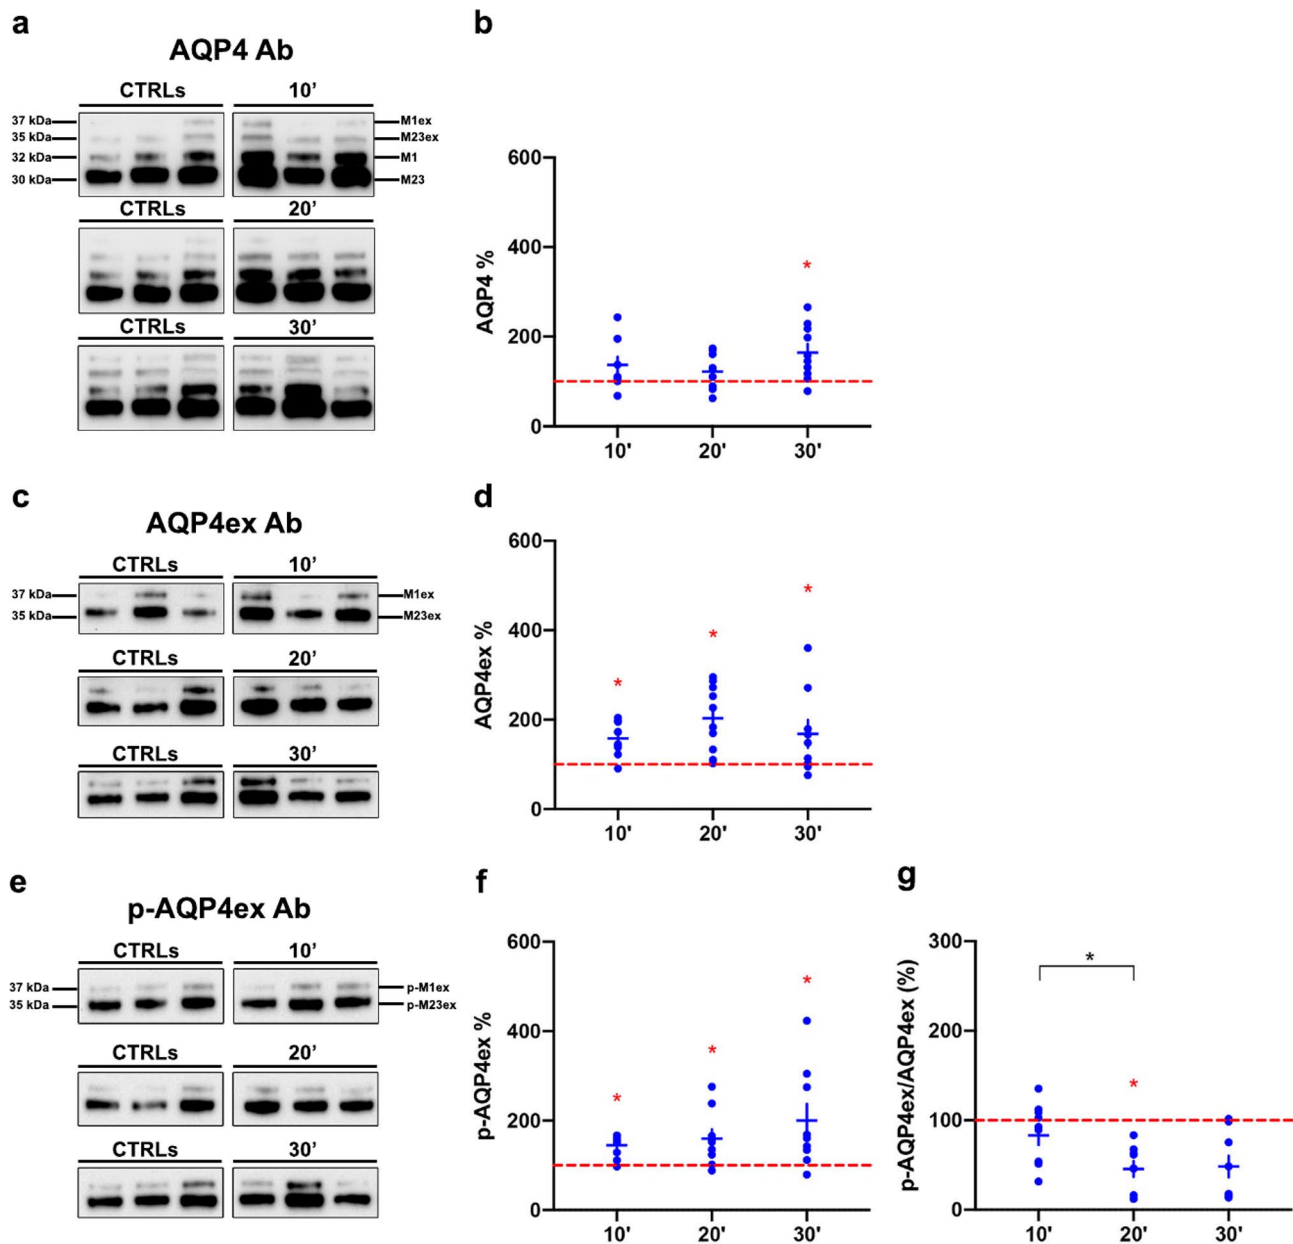 a
AQP4 Ab
CTRLs 10’
37 kDa M1ex
35 kDa M23ex
32 kDa M1
30 kDa M23
CTRLs 20’
CTRLs 30’
b
600
400
200
0
AQP4 %
*
10' 20' 30'
c
AQP4ex Ab
CTRLs 10’
37 kDa M1ex
35 kDa M23ex
CTRLs 20’
CTRLs 30’
d
600
400
200
0
AQP4ex %
* * *
10' 20' 30'
e
p-AQP4ex Ab
CTRLs 10’
37 kDa p-M1ex
35 kDa p-M23ex
CTRLs 20’
CTRLs 30’
f
600
400
200
0
p-AQP4ex %
* * *
10' 20' 30'
g
300
200
100
0
p-AQP4ex/AQP4ex (%)
*
*
10' 20' 30'